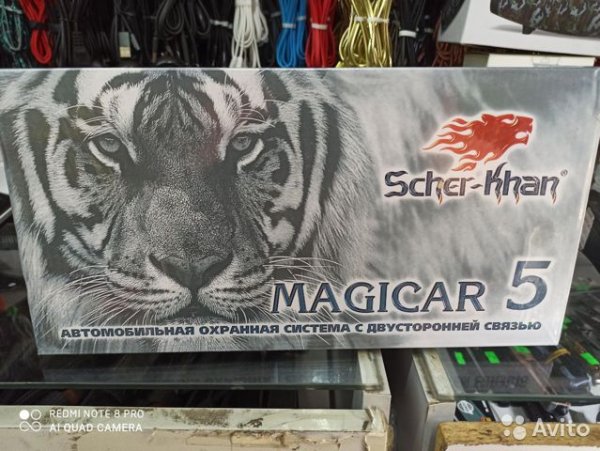 Scher-Khan®
MAGICAR 5
АВТОМОБИЛЬНАЯ ОХРАННАЯ СИСТЕМА С ДВУСТОРОННЕЙ СВЯЗЬЮ
REDMI NOTE 8 PRO
AI QUAD CAMERA
Avito